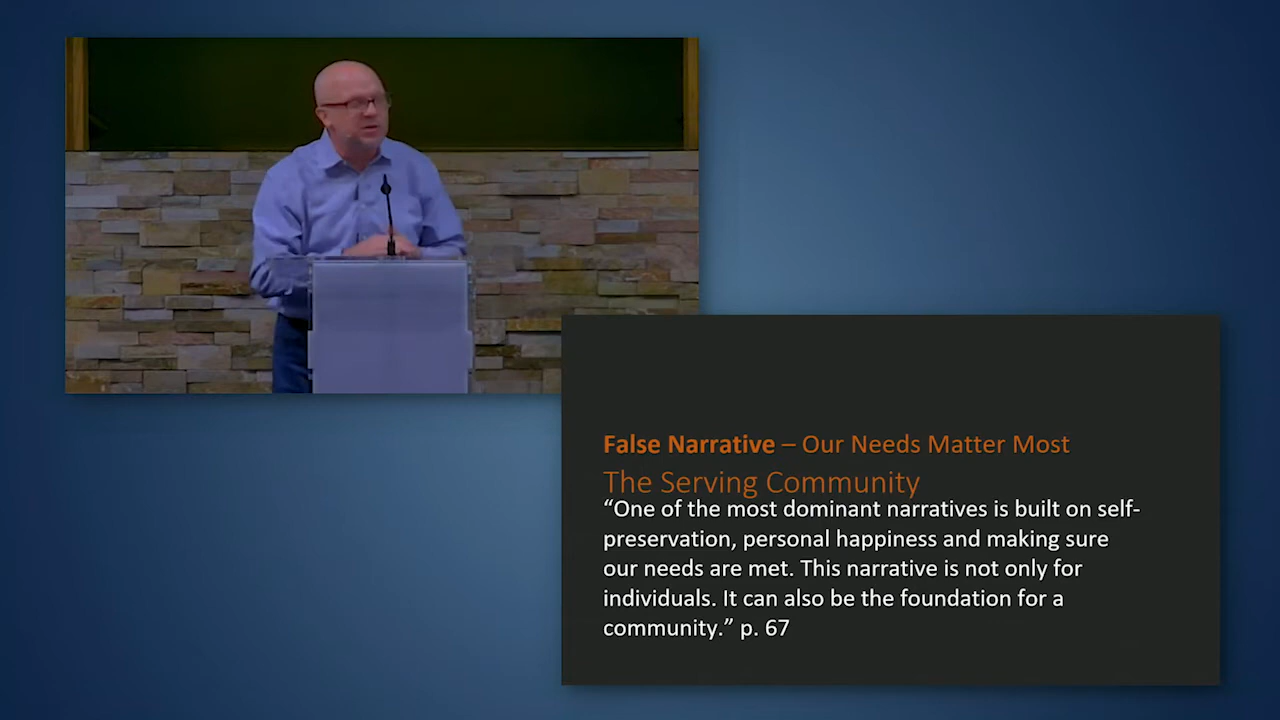 False Narrative – Our Needs Matter Most
The Serving Community
“One of the most dominant narratives is built on self-
preservation, personal happiness and making sure
our needs are met. This narrative is not only for
individuals. It can also be the foundation for a
community.” p. 67